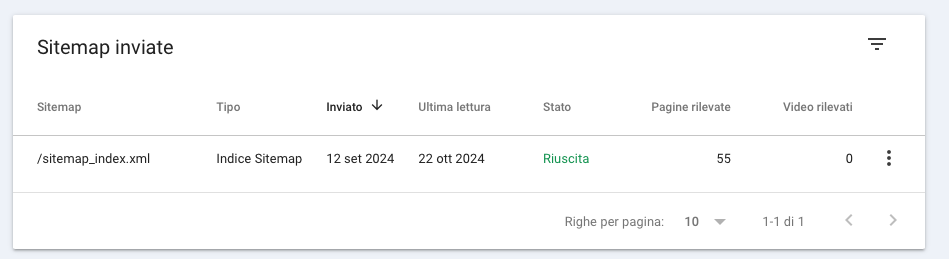 Sitemap inviate
Sitemap Tipo Inviato Ultima lettura Stato Pagine rilevate Video rilevati
/sitemap_index.xml Indice Sitemap 12 set 2024 22 ott 2024 Riuscita 55 0
Righe per pagina: 10 1-1 di 1